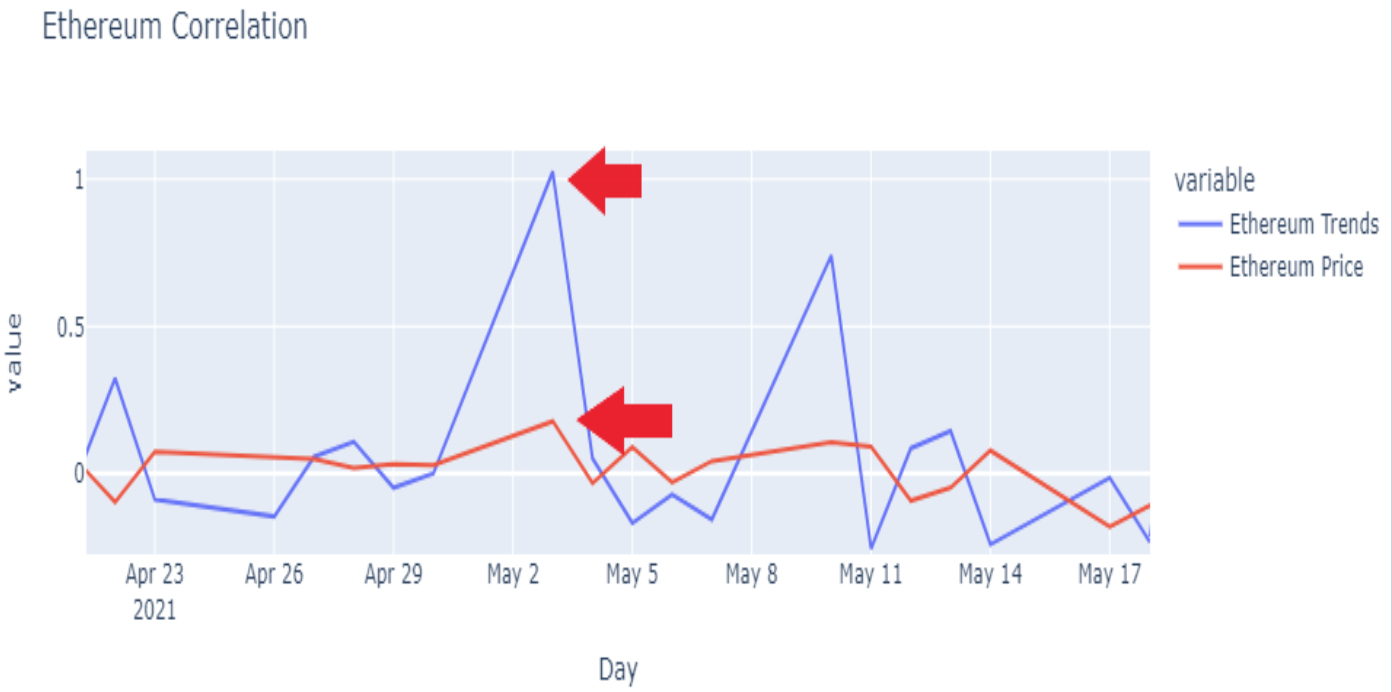 Ethereum Correlation
1
0.5
0
value
Apr 23
2021
Apr 26
Apr 29
May 2
May 5
May 8
May 11
May 14
May 17
Day
variable
Ethereum Trends
Ethereum Price